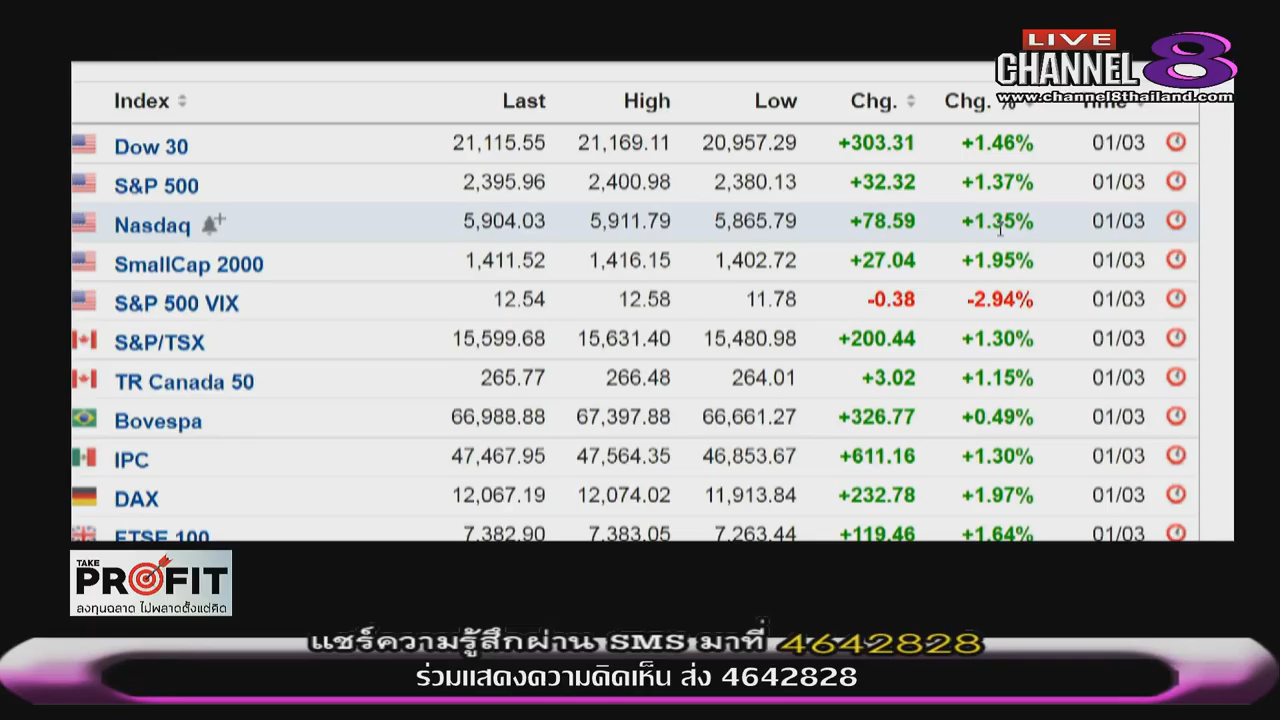 LIVE
CHANNEL 8
www.channel8thailand.com
Index Last High Low Chg. Chg. % Time
Dow 30 21,115.55 21,169.11 20,957.29 +303.31 +1.46% 01/03
S&P 500 2,395.96 2,400.98 2,380.13 +32.32 +1.37% 01/03
Nasdaq 5,904.03 5,911.79 5,865.79 +78.59 +1.35% 01/03
SmallCap 2000 1,411.52 1,416.15 1,402.72 +27.04 +1.95% 01/03
S&P 500 VIX 12.54 12.58 11.78 -0.38 -2.94% 01/03
S&P/TSX 15,599.68 15,631.40 15,480.98 +200.44 +1.30% 01/03
TR Canada 50 265.77 266.48 264.01 +3.02 +1.15% 01/03
Bovespa 66,988.88 67,397.88 66,661.27 +326.77 +0.49% 01/03
IPC 47,467.95 47,564.35 46,853.67 +611.16 +1.30% 01/03
DAX 12,067.19 12,074.02 11,913.84 +232.78 +1.97% 01/03
FTSE 100 7,382.90 7,383.05 7,263.44 +119.46 +1.64% 01/03
TAKE
PROFIT
ลงทุนฉลาด ไม่พลาดตั้งแต่คิด
แชร์ความรู้สึกผ่าน SMS มาที่ 4642828
ร่วมแสดงความคิดเห็น ส่ง 4642828